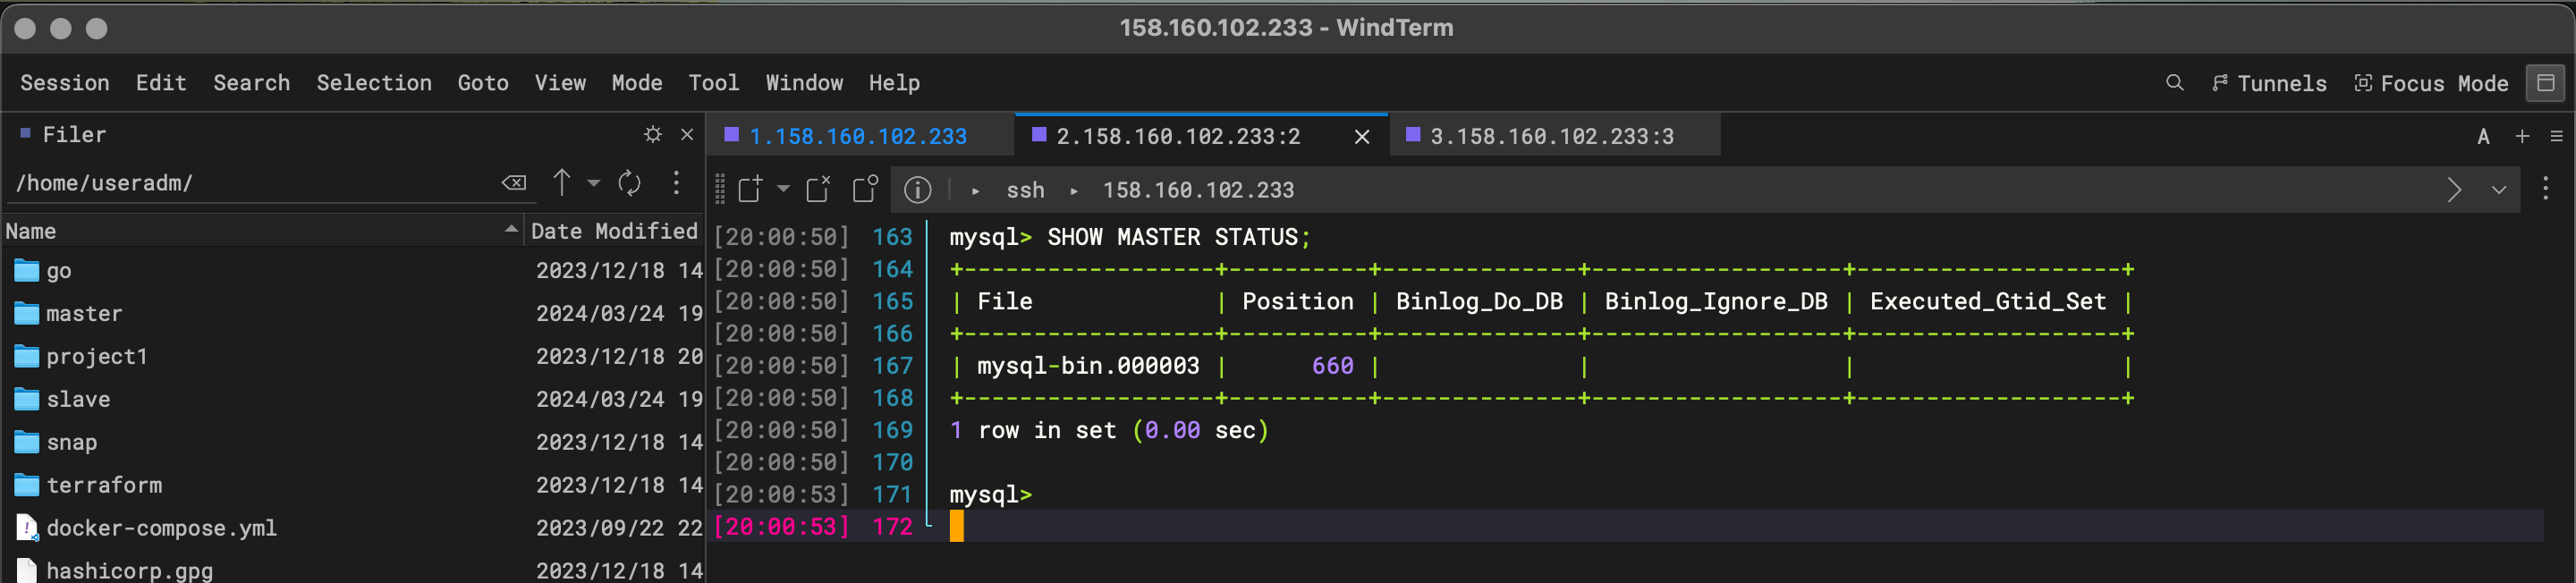 158.160.102.233 - WindTerm
Session Edit Search Selection Goto View Mode Tool Window Help Tunnels Focus Mode
Filer
1.158.160.102.233 2.158.160.102.233:2 3.158.160.102.233:3 A
/home/useradm/
ssh 158.160.102.233
Name Date Modified
go 2023/12/18 14
master 2024/03/24 19
project1 2023/12/18 20
slave 2024/03/24 19
snap 2023/12/18 14
terraform 2023/12/18 14
docker-compose.yml 2023/09/22 22
hashicorp.gpg 2023/12/18 14
[20:00:50] 163 mysql> SHOW MASTER STATUS;
[20:00:50] 164 +------------------+----------+--------------+------------------+-------------------+
[20:00:50] 165 | File             | Position | Binlog_Do_DB | Binlog_Ignore_DB | Executed_Gtid_Set |
[20:00:50] 166 +------------------+----------+--------------+------------------+-------------------+
[20:00:50] 167 | mysql-bin.000003 |      660 |              |                  |                   |
[20:00:50] 168 +------------------+----------+--------------+------------------+-------------------+
[20:00:50] 169 1 row in set (0.00 sec)
[20:00:50] 170
[20:00:53] 171 mysql>
[20:00:53] 172